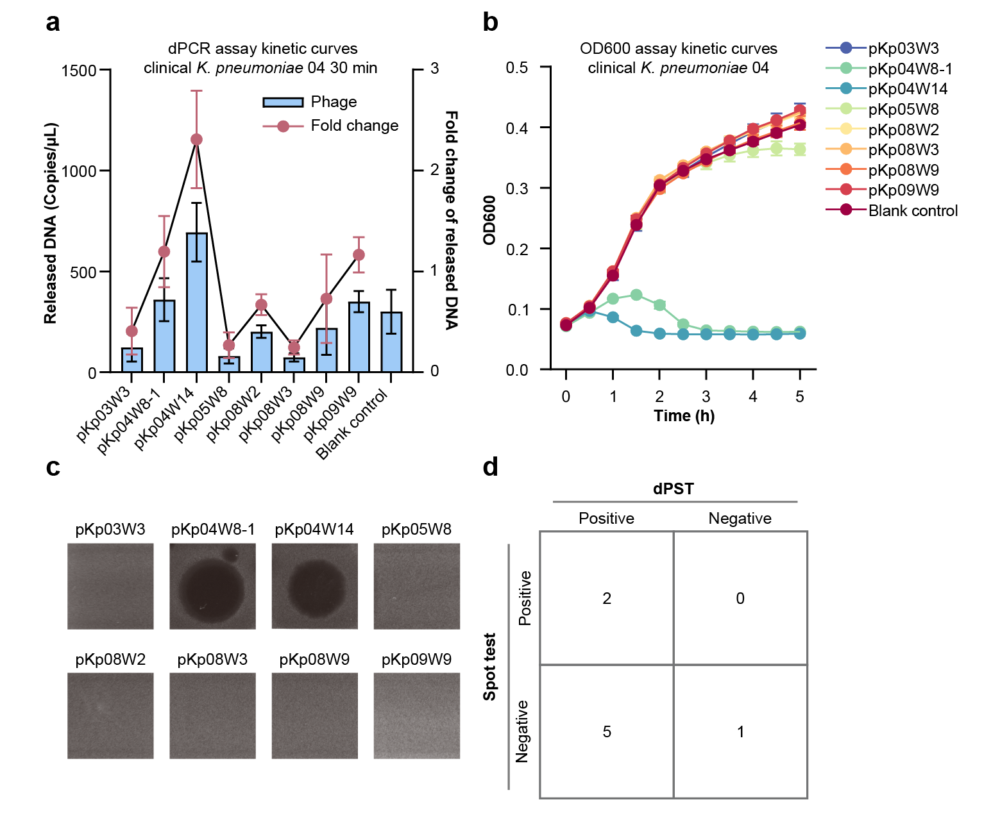 a
dPCR assay kinetic curves
clinical K. pneumoniae 04 30 min
1500
1000
500
0
3
2
1
0
Released DNA (Copies/μL)
Fold change of released DNA
Phage
Fold change
pKp03W3
pKp04W8-1
pKp04W14
pKp05W8
pKp08W2
pKp08W3
pKp08W9
pKp09W9
Blank control
b
OD600 assay kinetic curves
clinical K. pneumoniae 04
0.5
0.4
0.3
0.2
0.1
0.0
OD600
0 1 2 3 4 5
Time (h)
pKp03W3
pKp04W8-1
pKp04W14
pKp05W8
pKp08W2
pKp08W3
pKp08W9
pKp09W9
Blank control
c
pKp03W3 pKp04W8-1 pKp04W14 pKp05W8
pKp08W2 pKp08W3 pKp08W9 pKp09W9
d
dPST
Positive Negative
Spot test
Positive
2 0
Negative
5 1